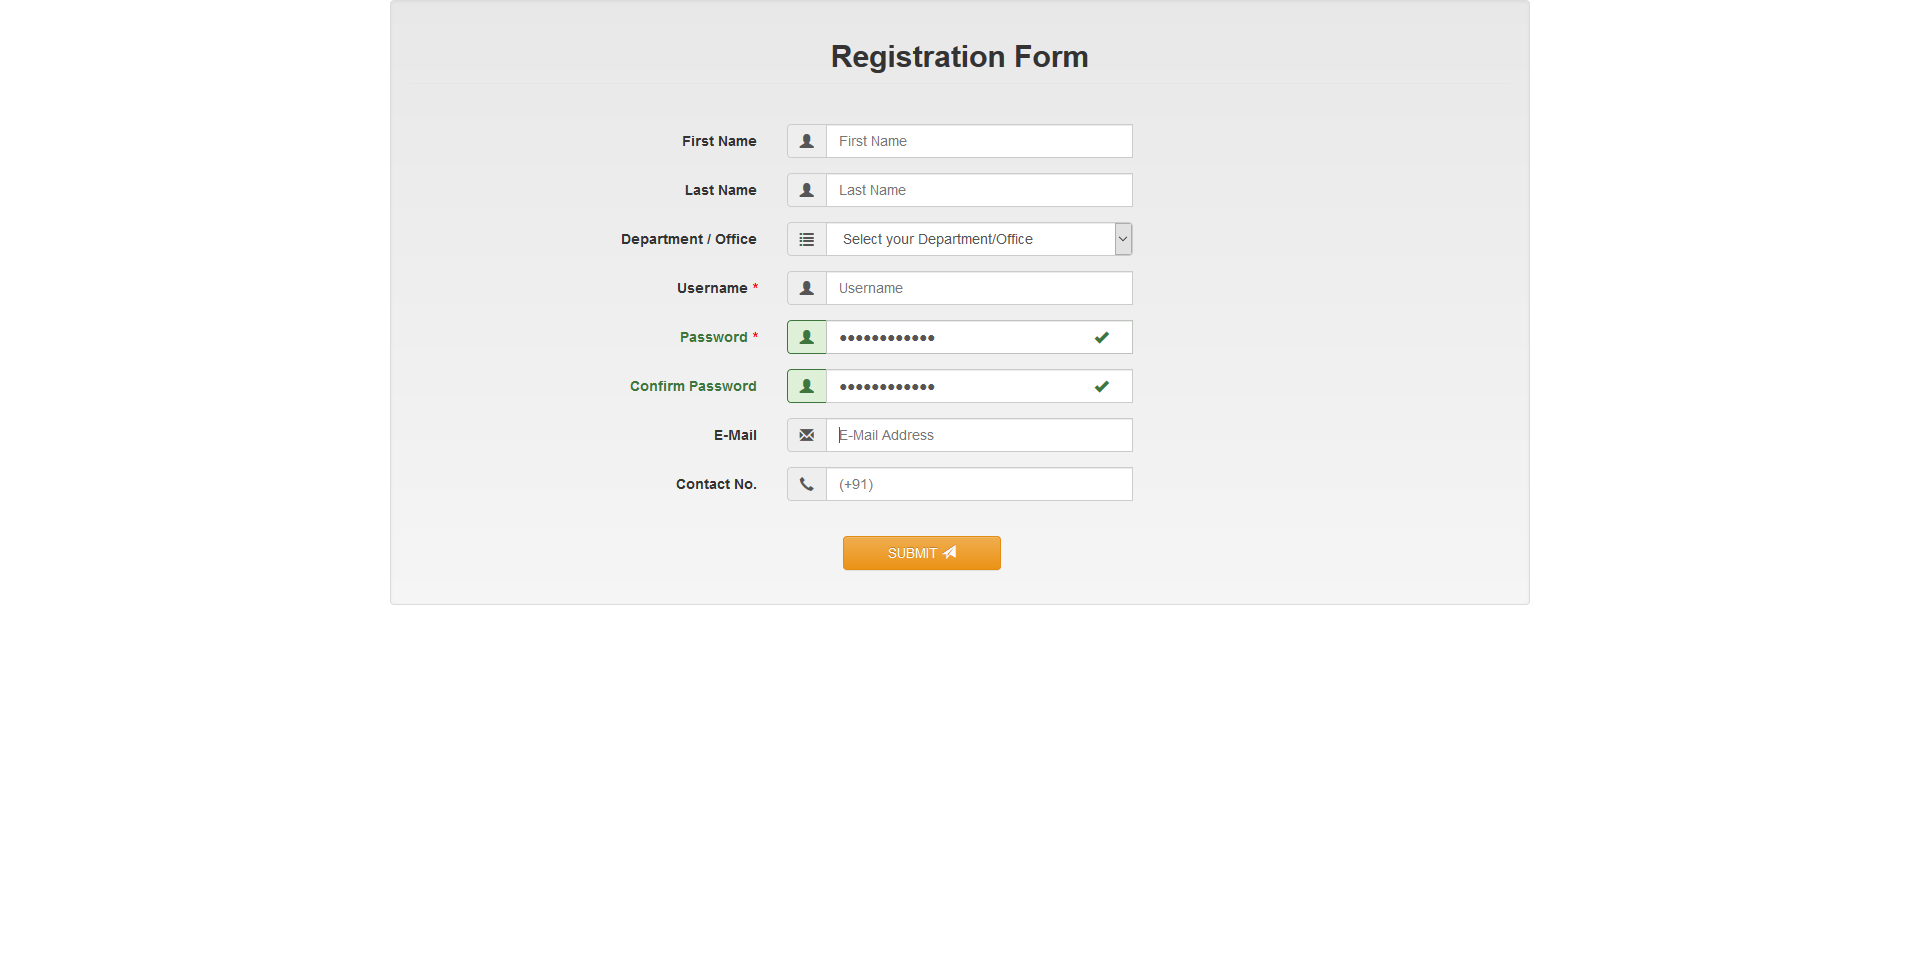 Registration Form
First Name First Name
Last Name Last Name
Department / Office Select your Department/Office
Username * Username
Password * ●●●●●●●●●●●●
Confirm Password ●●●●●●●●●●●●
E-Mail E-Mail Address
Contact No. (+91)
SUBMIT